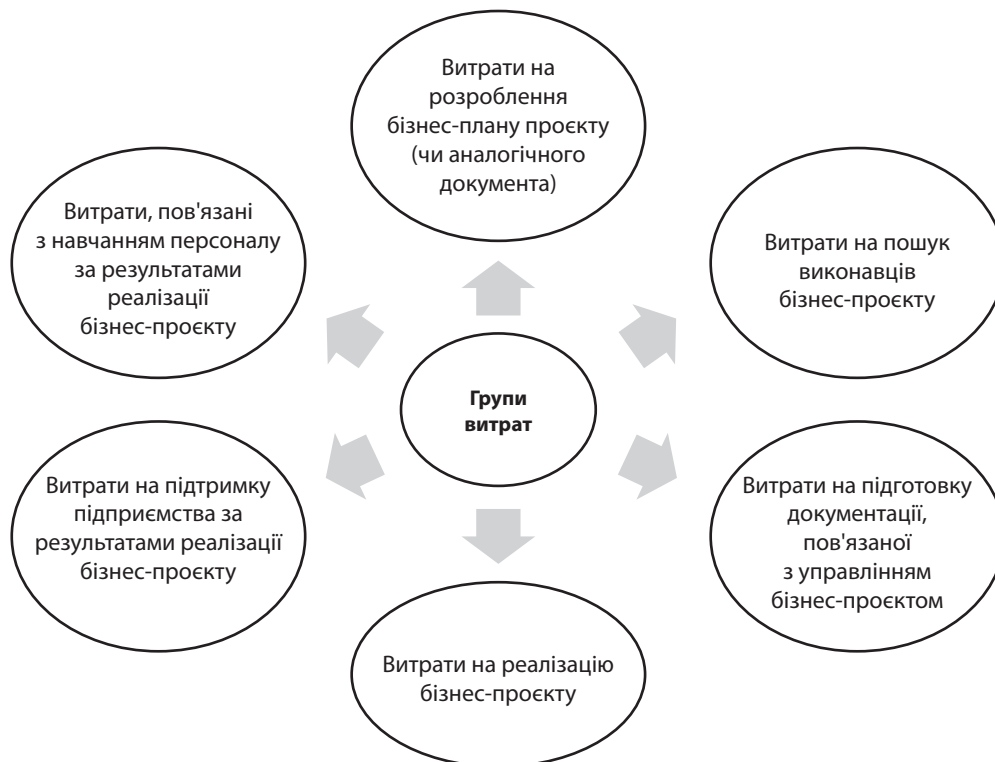 Витрати на
розроблення
бізнес-плану проєкту
(чи аналогічного
документа)
Витрати, пов'язані
з навчанням персоналу
за результатами
реалізації
бізнес-проєкту
Витрати на пошук
виконавців
бізнес-проєкту
Групи
витрат
Витрати на підтримку
підприємства за
результатами реалізації
бізнес-проєкту
Витрати на підготовку
документації,
пов'язаної
з управлінням
бізнес-проєктом
Витрати на реалізацію
бізнес-проєкту